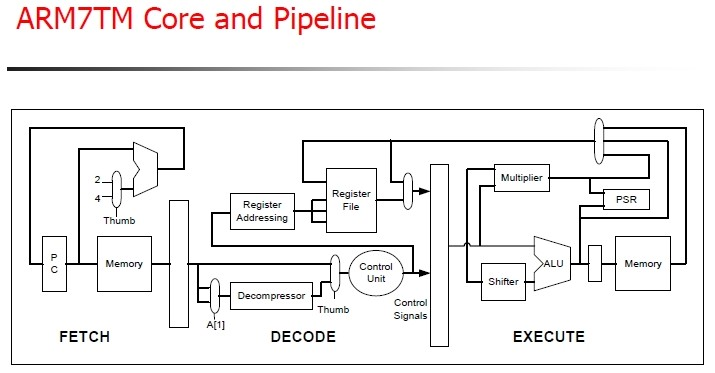 ARM7TM Core and Pipeline
2
4
Thumb
P
C
Memory
Register
Addressing
Register
File
A[1]
Decompressor
Thumb
Control
Unit
Control
Signals
Multiplier
PSR
Shifter
ALU
Memory
FETCH
DECODE
EXECUTE